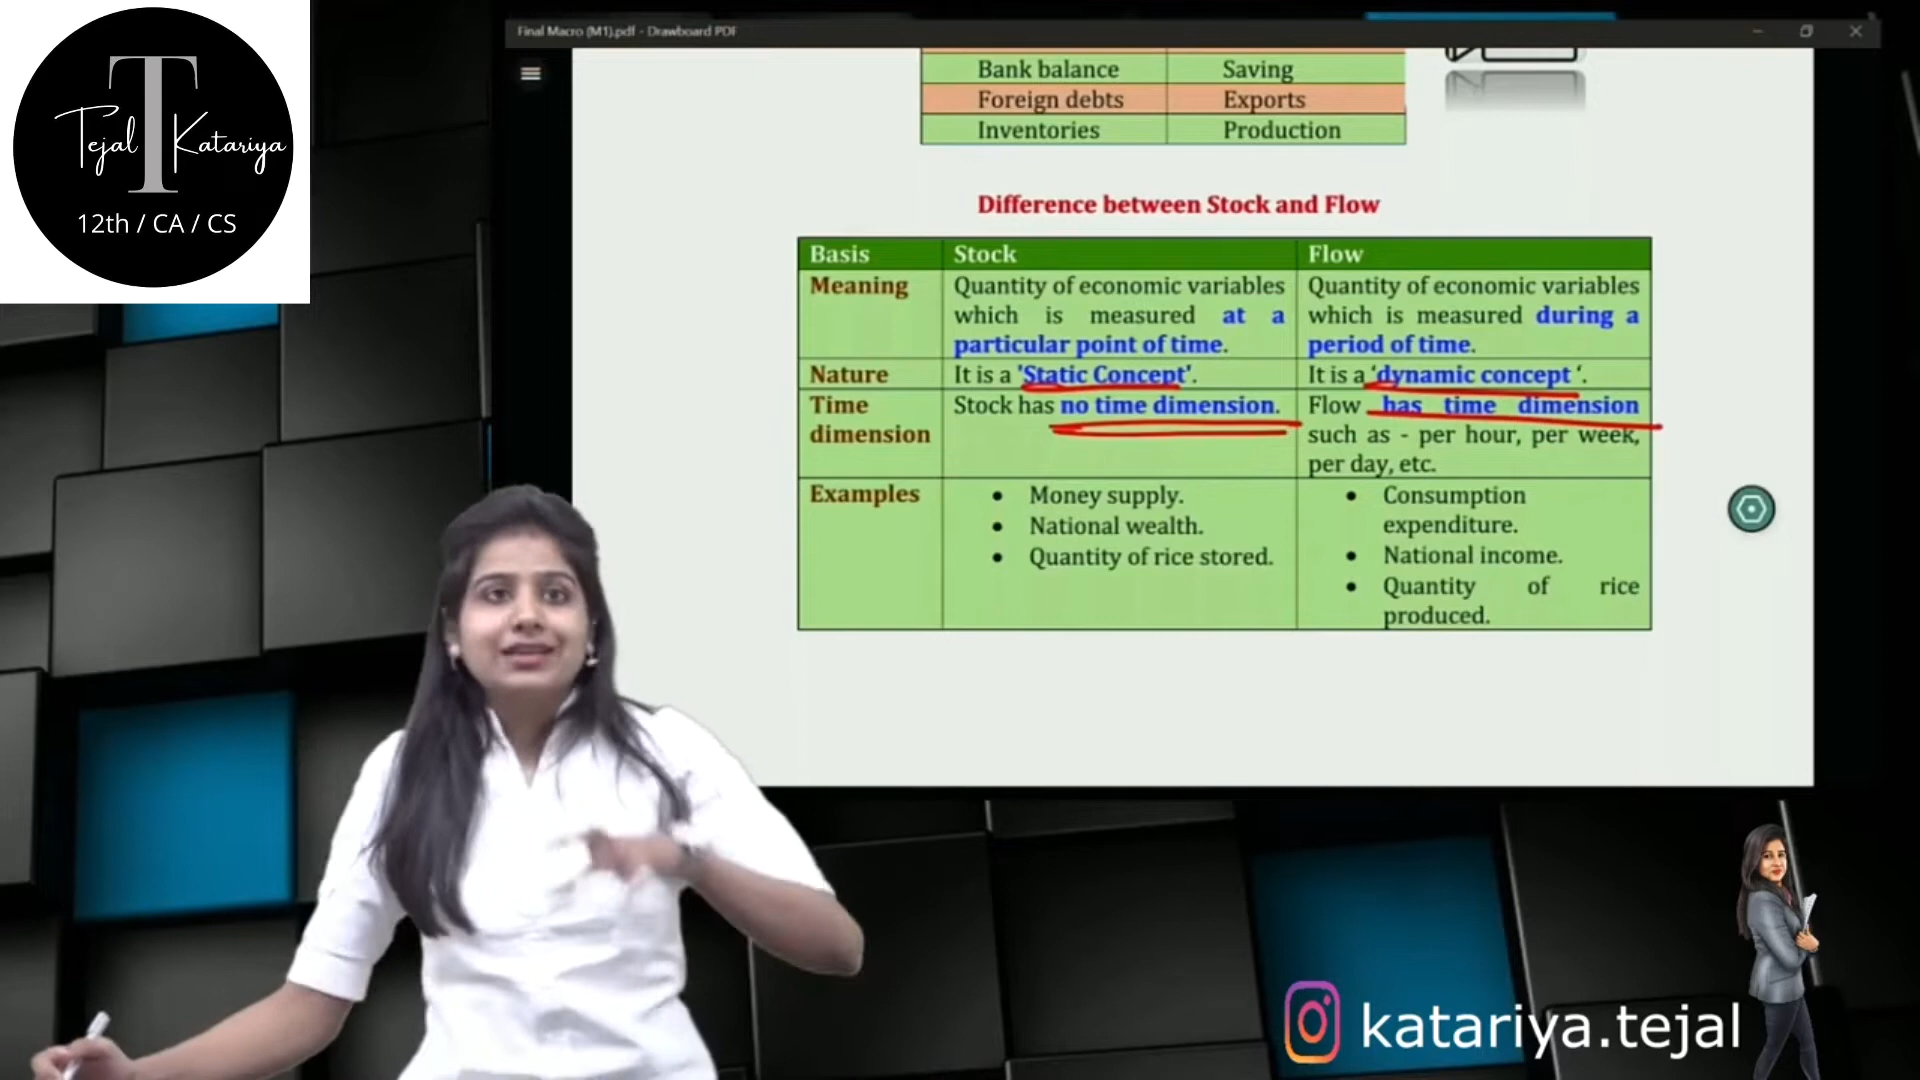 Tejal T Katariya
12th / CA / CS
Final Macro (M1).pdf - Drawboard PDF
Bank balance Saving
Foreign debts Exports
Inventories Production
Difference between Stock and Flow
Basis Stock Flow
Meaning
Quantity of economic variables
which is measured at a
particular point of time.
Quantity of economic variables
which is measured during a
period of time.
Nature
It is a 'Static Concept'.
It is a 'dynamic concept '.
Time
dimension
Stock has no time dimension.
Flow has time dimension
such as - per hour, per week,
per day, etc.
Examples
• Money supply.
• National wealth.
• Quantity of rice stored.
• Consumption
expenditure.
• National income.
• Quantity of rice
produced.
katariya.tejal